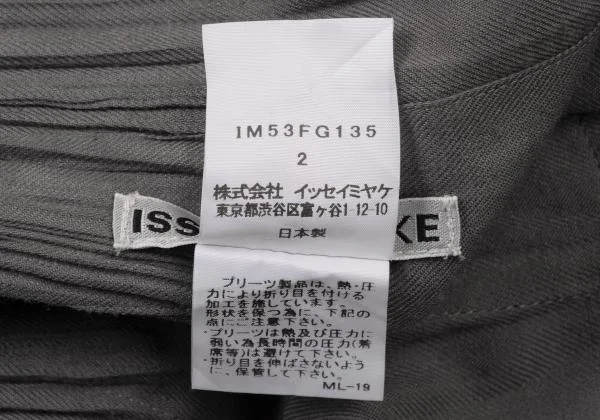 IM53FG135
2
株式会社 イッセイミヤケ
東京都渋谷区富ヶ谷1-12-10
日本製
ISS
KE
プリーツ製品は、熱・圧
力により折り目を付ける
加工を施しています。
形状を保つ為に、下記の
点にご注意下さい。
・プリーツは熱及び圧力に
弱い為長時間の圧力(着
席等)は避けて下さい。
・折り目を伸ばさないよう
に、保管して下さい。
ML-19